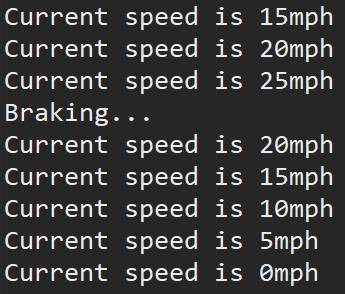 Current speed is 15mph
Current speed is 20mph
Current speed is 25mph
Braking...
Current speed is 20mph
Current speed is 15mph
Current speed is 10mph
Current speed is 5mph
Current speed is 0mph